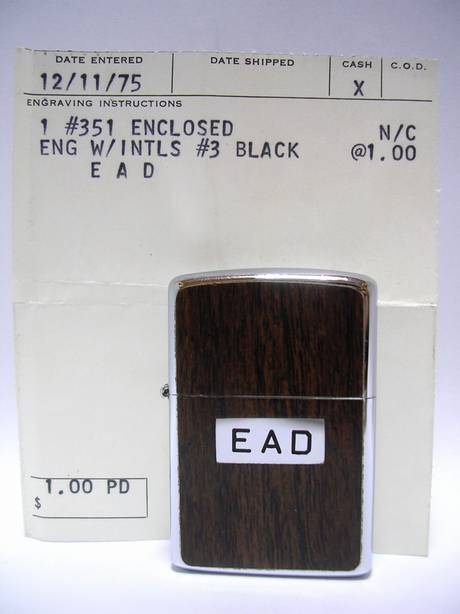 DATE ENTERED DATE SHIPPED CASH C.O.D.
12/11/75 X
ENGRAVING INSTRUCTIONS
1 #351 ENCLOSED N/C
ENG W/INTLS #3 BLACK @1.00
E A D
EAD
$ 1.00 PD